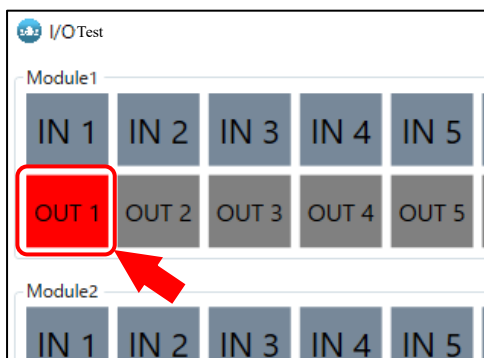 I/O Test
Module1
IN 1 IN 2 IN 3 IN 4 IN 5
OUT 1 OUT 2 OUT 3 OUT 4 OUT 5
Module2
IN 1 IN 2 IN 3 IN 4 IN 5